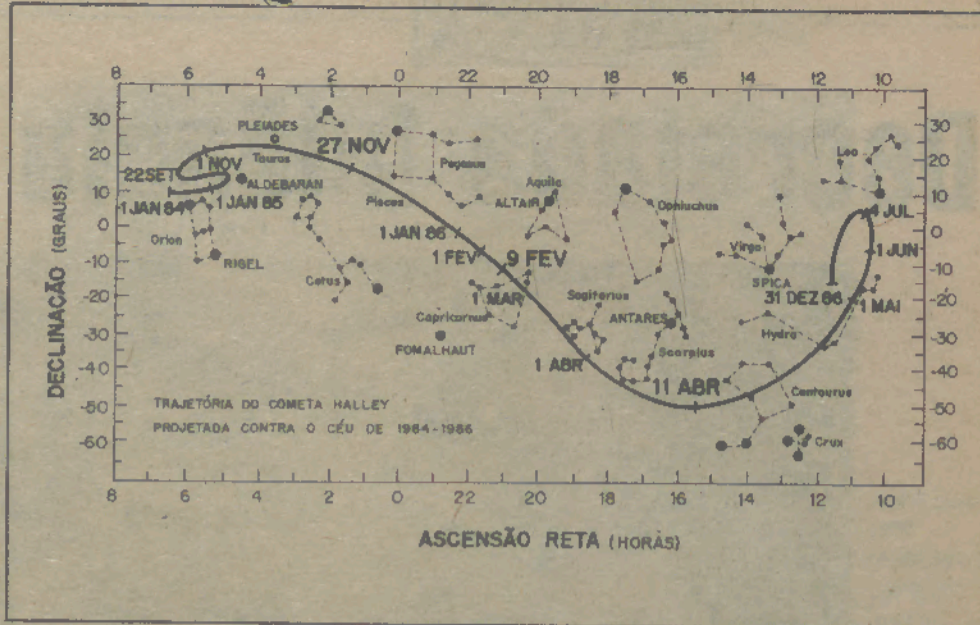 8 6 4 2 0 22 20 18 16 14 12 10
30
20
10
0
-10
-20
-30
-40
-50
-60
DECLINAÇÃO (GRAUS)
PLEIADES
Taurus
27 NOV
Pegasus
Leo
22SET
1 NOV
ALDEBARAN
Pisces
Aquila
ALTAIR
Ophiuchus
4 JUL
1 JAN 84
1 JAN 85
Orion
RIGEL
Cetus
1 JAN 86
1 FEV
9 FEV
1 MAR
Virgo
SPICA
1 JUN
31 DEZ 86
1 MAI
Capricornus
FOMALHAUT
Sagitarius
ANTARES
Scorpius
Hydra
1 ABR
11 ABR
Centaurus
Crux
TRAJETÓRIA DO COMETA HALLEY
PROJETADA CONTRA O CÉU DE 1984-1986
30
20
10
0
-10
-20
-30
-40
-50
-60
8 6 4 2 0 22 20 18 16 14 12 10
ASCENSÃO RETA (HORAS)